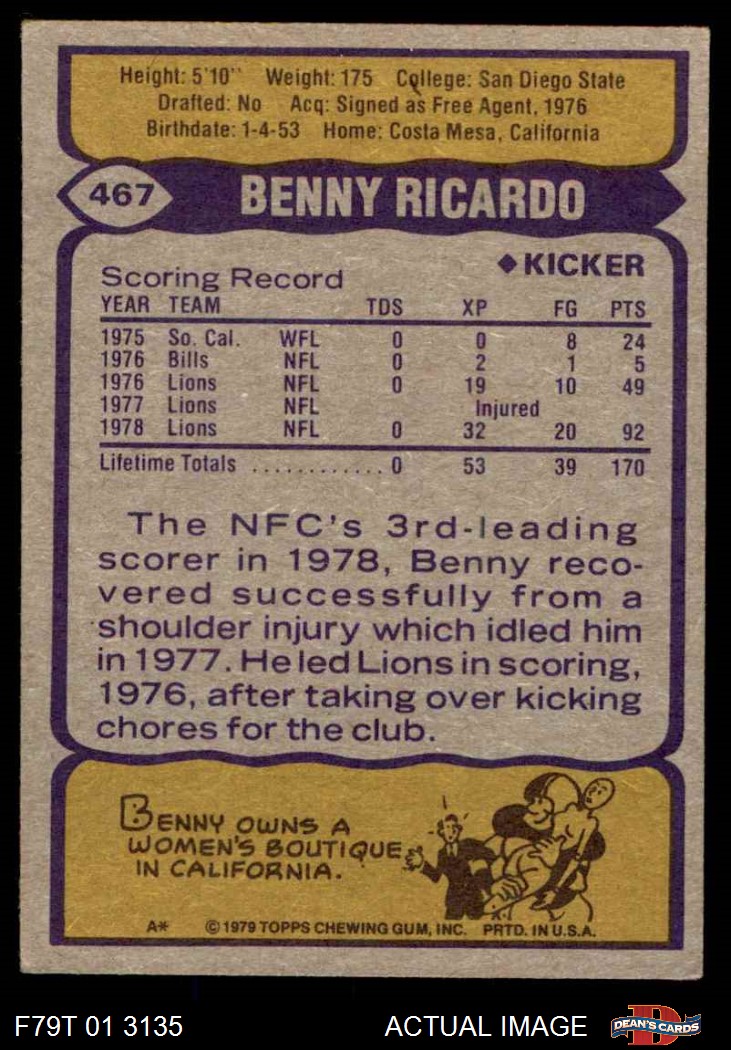 Height: 5'10" Weight: 175 College: San Diego State
Drafted: No Acq: Signed as Free Agent, 1976
Birthdate: 1-4-53 Home: Costa Mesa, California
467 BENNY RICARDO
◆KICKER
Scoring Record
YEAR TEAM TDS XP FG PTS
1975 So. Cal. WFL 0 0 8 24
1976 Bills NFL 0 2 1 5
1976 Lions NFL 0 19 10 49
1977 Lions NFL Injured
1978 Lions NFL 0 32 20 92
Lifetime Totals ............ 0 53 39 170
The NFC's 3rd-leading
scorer in 1978, Benny reco-
vered successfully from a
shoulder injury which idled him
in 1977. He led Lions in scoring,
1976, after taking over kicking
chores for the club.
BENNY OWNS A
WOMEN'S BOUTIQUE
IN CALIFORNIA.
A* © 1979 TOPPS CHEWING GUM, INC. PRTD. IN U.S.A.
F79T 01 3135 ACTUAL IMAGE DEAN'S CARDS